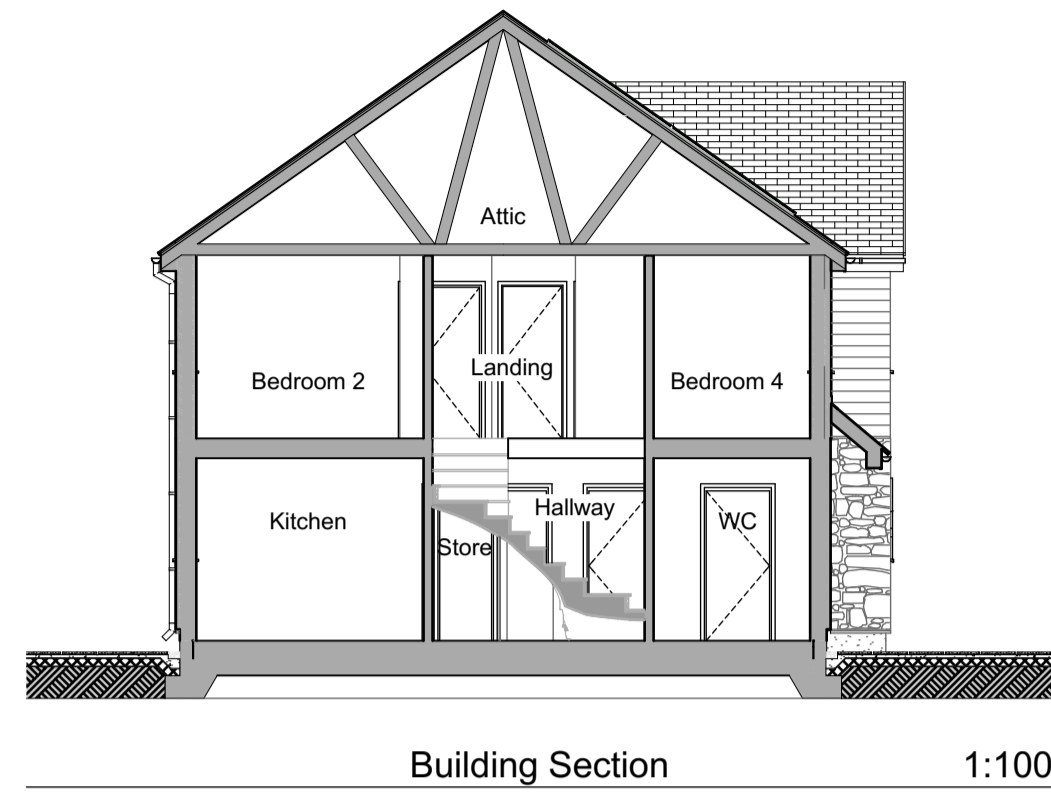 Attic
Landing
Bedroom 2
Bedroom 4
Hallway
Kitchen
WC
Store
Building Section 1:100